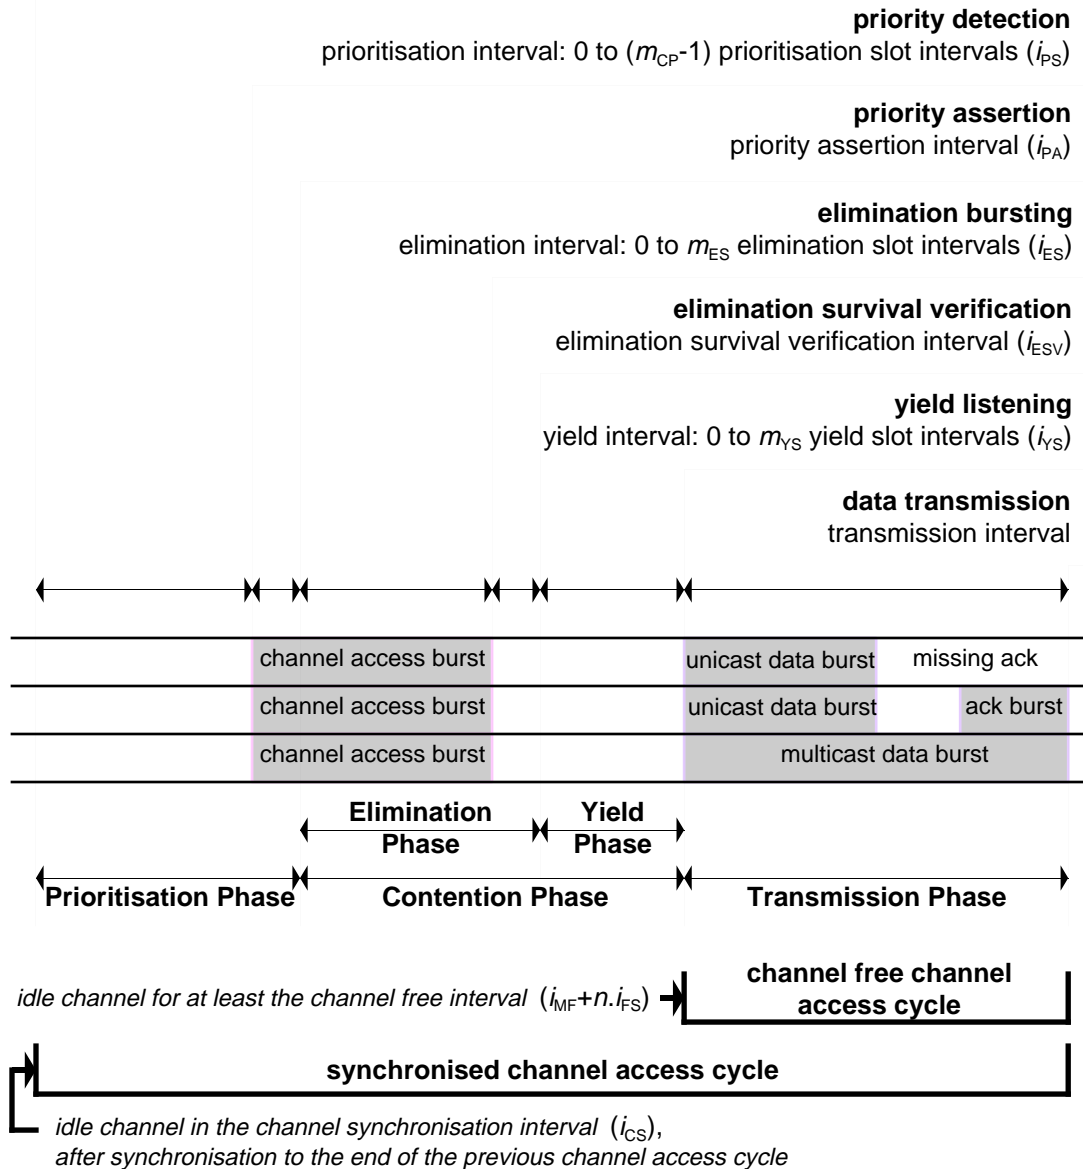 priority detection
prioritisation interval: 0 to (mCP-1) prioritisation slot intervals (iPS)
priority assertion
priority assertion interval (iPA)
elimination bursting
elimination interval: 0 to mES elimination slot intervals (iES)
elimination survival verification
elimination survival verification interval (iESV)
yield listening
yield interval: 0 to mYS yield slot intervals (iYS)
data transmission
transmission interval
channel access burst unicast data burst missing ack
channel access burst unicast data burst ack burst
channel access burst multicast data burst
Elimination Yield
Phase Phase
Prioritisation Phase Contention Phase Transmission Phase
channel free channel
idle channel for at least the channel free interval (iMF+n.iFS)
access cycle
synchronised channel access cycle
idle channel in the channel synchronisation interval (iCS),
after synchronisation to the end of the previous channel access cycle